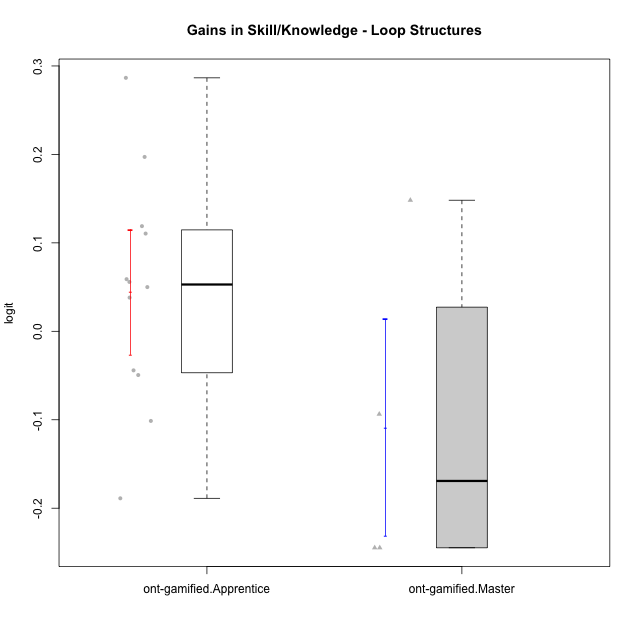 Gains in Skill/Knowledge - Loop Structures
logit
0.3
0.2
0.1
0.0
-0.1
-0.2
ont-gamified.Apprentice
ont-gamified.Master